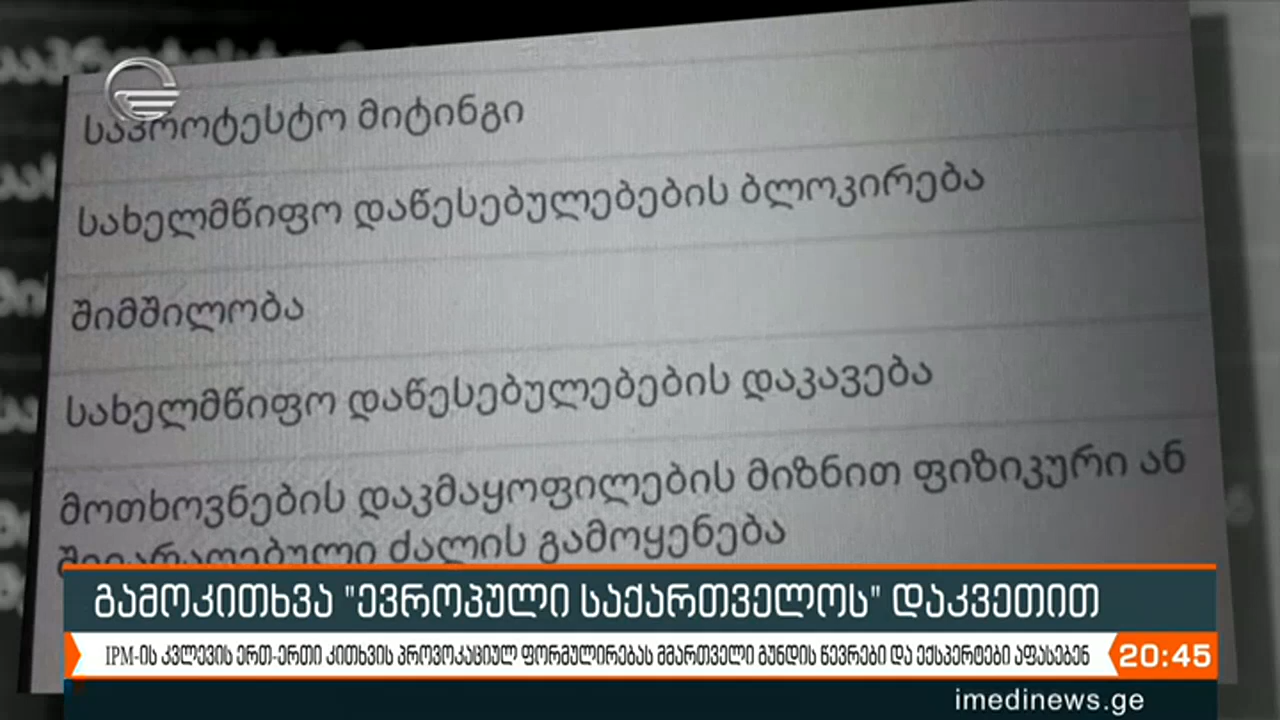 საპროტესტო მიტინგი
სახელმწიფო დაწესებულებების ბლოკირება
შიმშილობა
სახელმწიფო დაწესებულებების დაკავება
მოთხოვნების დაკმაყოფილების მიზნით ფიზიკური ან
შეიარაღებული ძალის გამოყენება
გამოკითხვა "ევროპული საქართველოს" დაკვეთით
IPM-ის კვლევის ერთ-ერთი კითხვის პროვოკაციულ ფორმულირებას მმართველი გუნდის წევრები და ექსპერტები აფასებენ
20:45
imedinews.ge